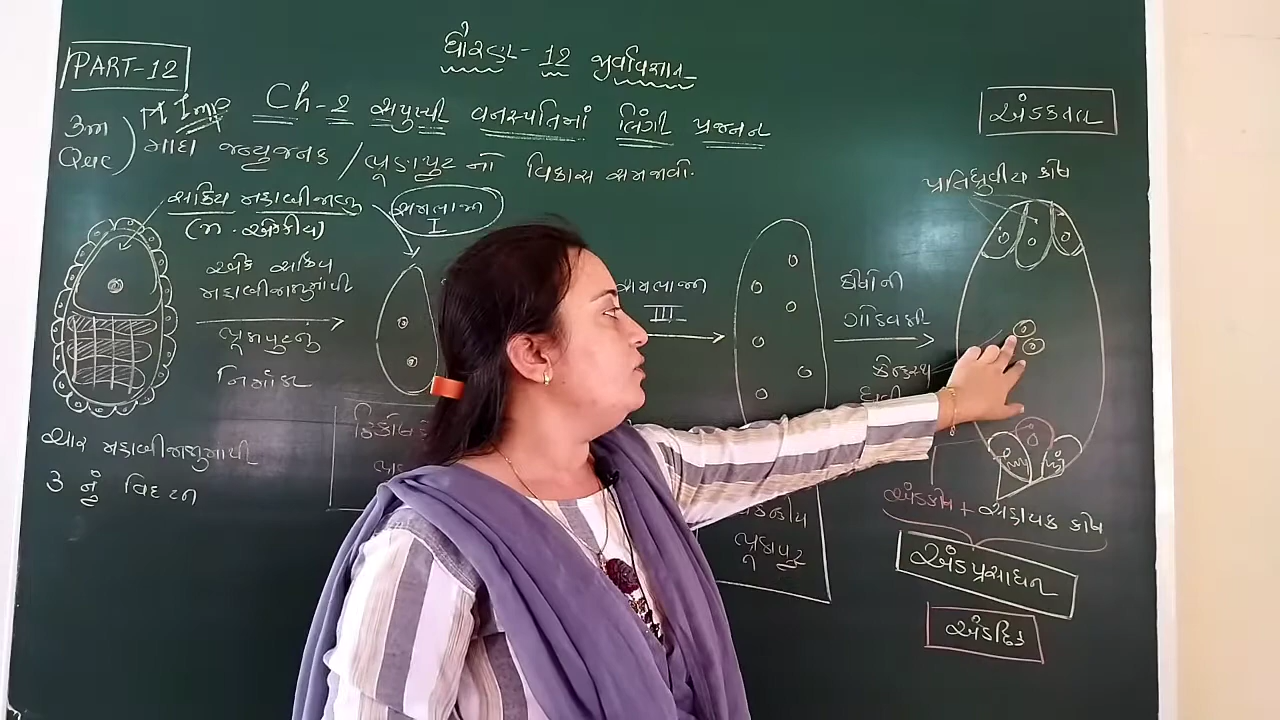 PART-12
ધોરણ - 12 જીવવિજ્ઞાન
M Imp Ch-2 સપુષ્પી વનસ્પતિમાં લિંગી પ્રજનન
માદા જન્યુજનક / ભ્રૂણપુટ નો વિકાસ સમજાવો.
અંડકતલ
પ્રતિધ્રુવીય કોષ
સક્રિય મહાબીજાણુ
(n - એકકીય)
સમભાજન
I
એક સક્રિય
મહાબીજાણુમાંથી
ભ્રૂણપુટનું
નિર્માણ
સમભાજન
III
કોષોની
ગોઠવણી
કેન્દ્રસ્થ
ચાર મહાબીજાણુમાંથી
3 નું વિઘટન
ભ્રૂણપુટ
અંડકોષ + સહાયક કોષ
અંડપ્રસાધન
અંડછિદ્ર